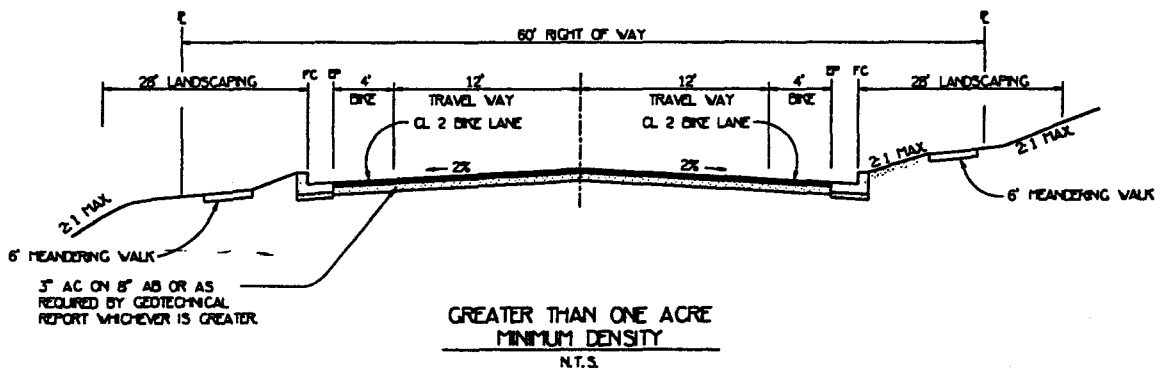 60' RIGHT OF WAY
28' LANDSCAPING
FC
EP
4'
BIKE
12'
TRAVEL WAY
12'
TRAVEL WAY
4'
BIKE
EP
FC
28' LANDSCAPING
CL 2 BIKE LANE
CL 2 BIKE LANE
2%
2%
2:1 MAX
2:1 MAX
2:1 MAX
6' MEANDERING WALK
6' MEANDERING WALK
3" AC ON 8" AB OR AS
REQUIRED BY GEOTECHNICAL
REPORT WHICHEVER IS GREATER.
GREATER THAN ONE ACRE
MINIMUM DENSITY
N.T.S.